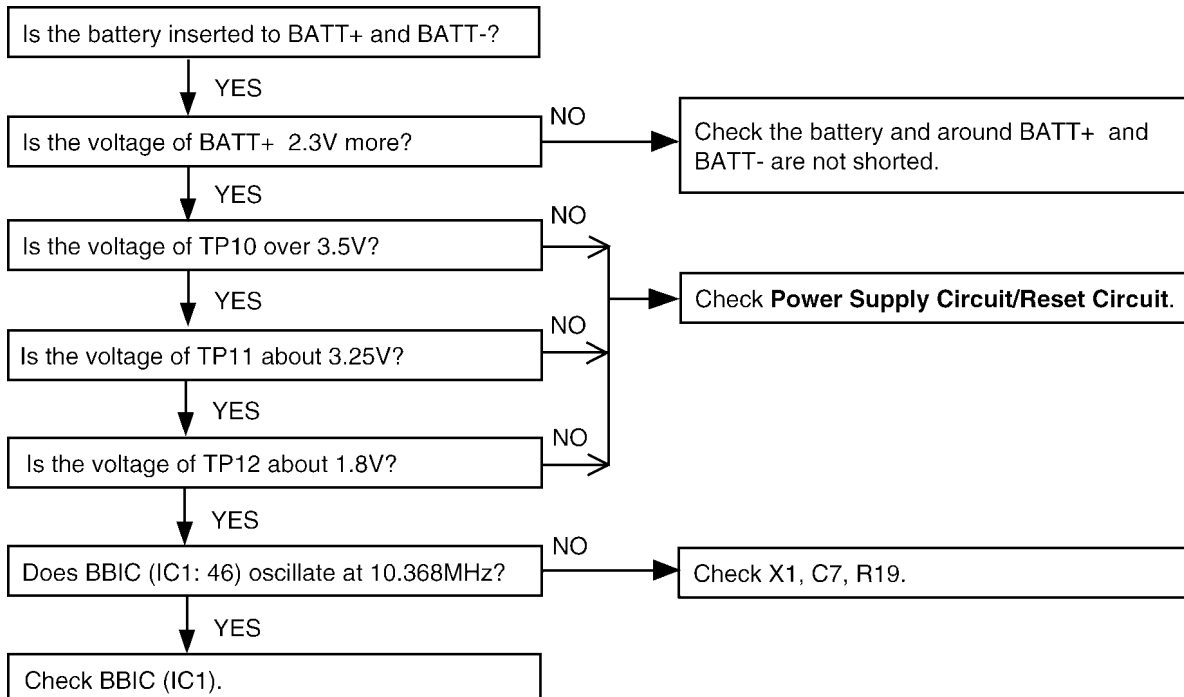 Is the battery inserted to BATT+ and BATT-?
YES
Is the voltage of BATT+ 2.3V more?
NO
Check the battery and around BATT+ and
BATT- are not shorted.
YES
Is the voltage of TP10 over 3.5V?
NO
YES
Check Power Supply Circuit/Reset Circuit.
Is the voltage of TP11 about 3.25V?
NO
YES
Is the voltage of TP12 about 1.8V?
NO
YES
Does BBIC (IC1: 46) oscillate at 10.368MHz?
NO
Check X1, C7, R19.
YES
Check BBIC (IC1).